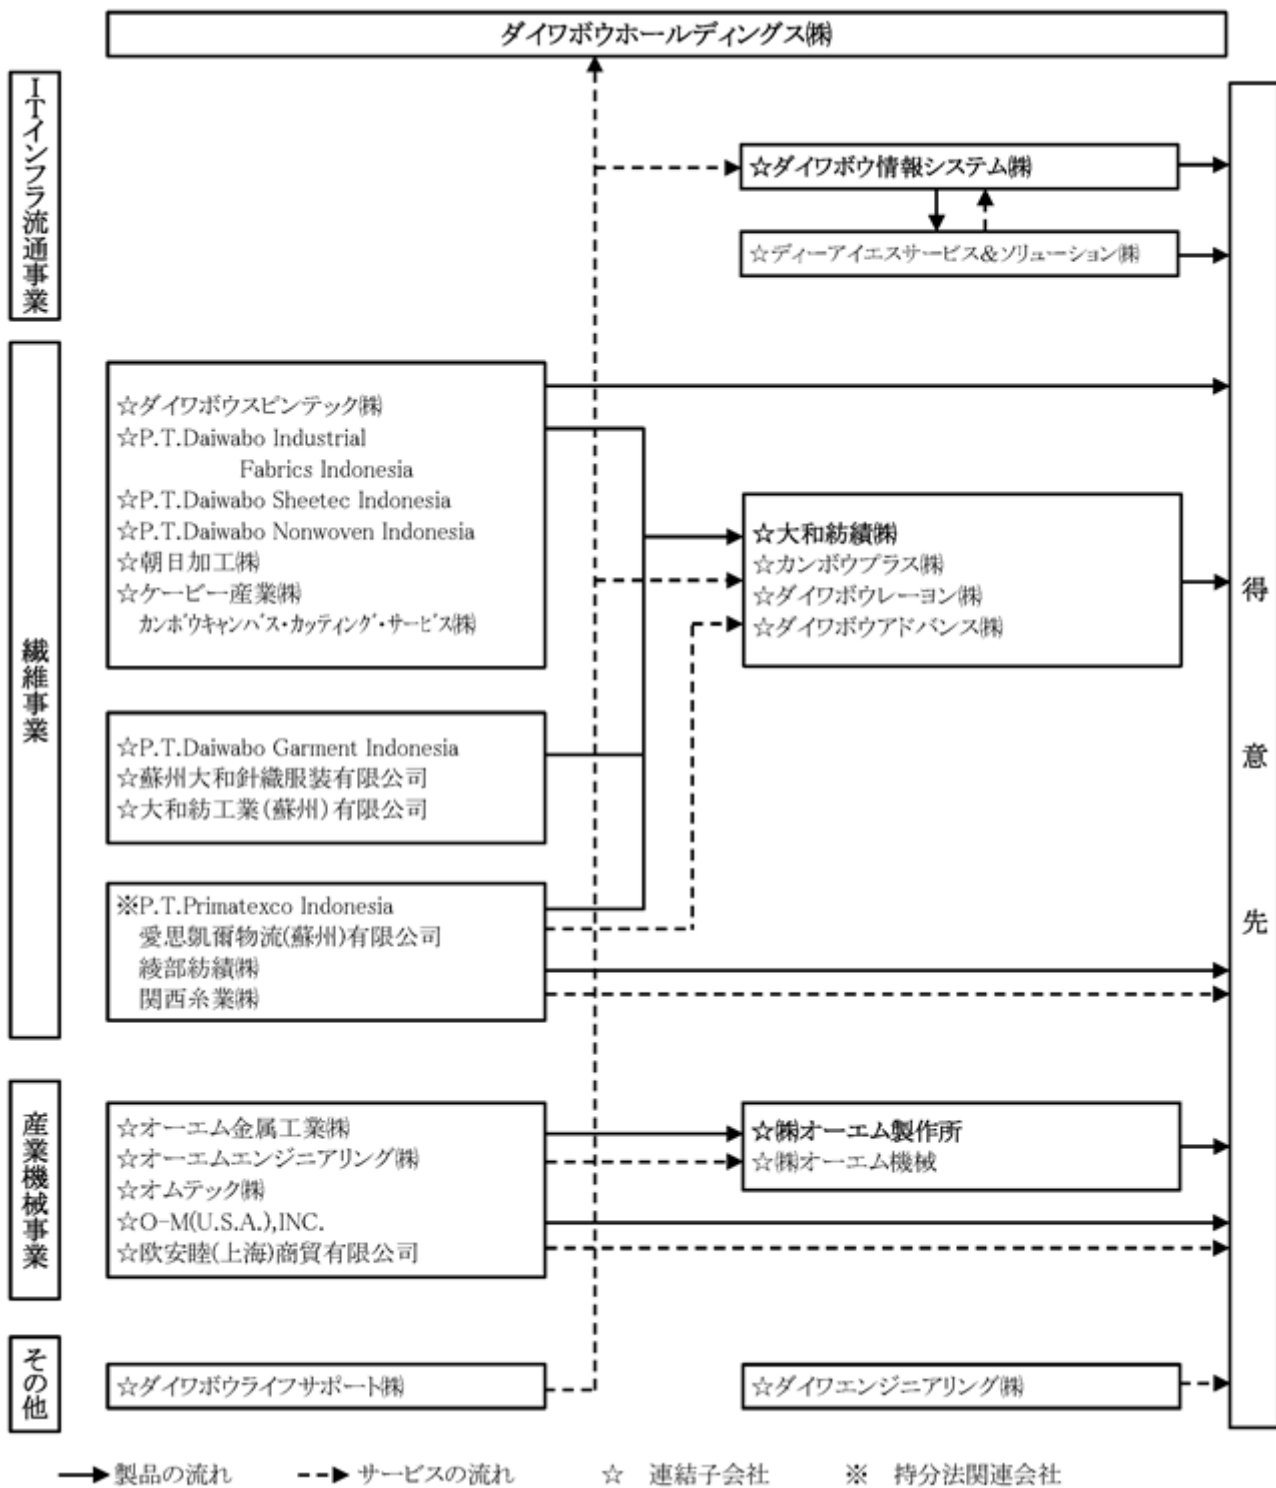 ダイワボウホールディングス㈱
ITインフラ流通事業
☆ダイワボウ情報システム㈱
☆ディーアイエスサービス&ソリューション㈱
繊維事業
☆ダイワボウスピンテック㈱
☆P.T.Daiwabo Industrial
Fabrics Indonesia
☆P.T.Daiwabo Sheetec Indonesia
☆P.T.Daiwabo Nonwoven Indonesia
☆朝日加工㈱
☆ケービー産業㈱
カンボウキャンバス・カッティング・サービス㈱
☆大和紡績㈱
☆カンボウプラス㈱
☆ダイワボウレーヨン㈱
☆ダイワボウアドバンス㈱
☆P.T.Daiwabo Garment Indonesia
☆蘇州大和針織服装有限公司
☆大和紡工業(蘇州)有限公司
※P.T.Primatexco Indonesia
愛思凱爾物流(蘇州)有限公司
綾部紡績㈱
関西糸業㈱
得意先
産業機械事業
☆オーエム金属工業㈱
☆オーエムエンジニアリング㈱
☆オムテック㈱
☆O-M(U.S.A.),INC.
☆欧安睦(上海)商貿有限公司
☆㈱オーエム製作所
☆㈱オーエム機械
その他
☆ダイワボウライフサポート㈱
☆ダイワエンジニアリング㈱
製品の流れ サービスの流れ ☆ 連結子会社 ※ 持分法関連会社